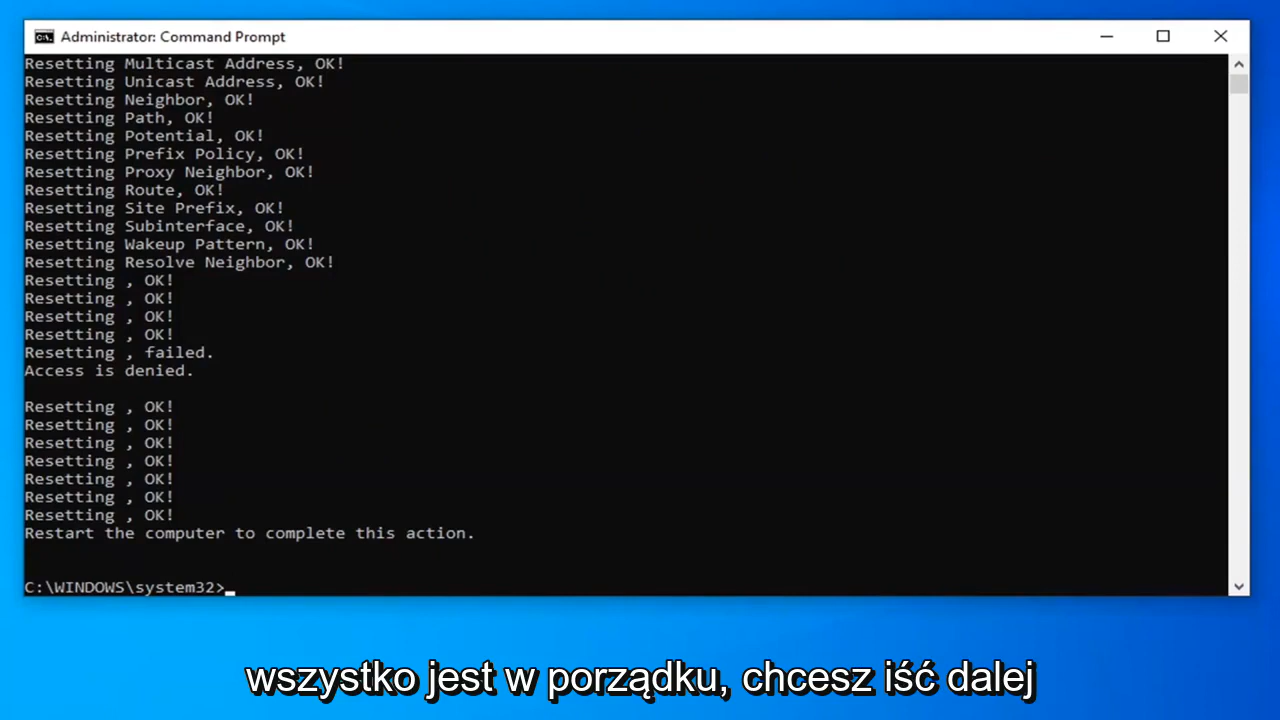 Administrator: Command Prompt
Resetting Multicast Address, OK!
Resetting Unicast Address, OK!
Resetting Neighbor, OK!
Resetting Path, OK!
Resetting Potential, OK!
Resetting Prefix Policy, OK!
Resetting Proxy Neighbor, OK!
Resetting Route, OK!
Resetting Site Prefix, OK!
Resetting Subinterface, OK!
Resetting Wakeup Pattern, OK!
Resetting Resolve Neighbor, OK!
Resetting , OK!
Resetting , OK!
Resetting , OK!
Resetting , OK!
Resetting , failed.
Access is denied.
Resetting , OK!
Resetting , OK!
Resetting , OK!
Resetting , OK!
Resetting , OK!
Resetting , OK!
Resetting , OK!
Restart the computer to complete this action.
C:\WINDOWS\system32>_
wszystko jest w porządku, chcesz iść dalej